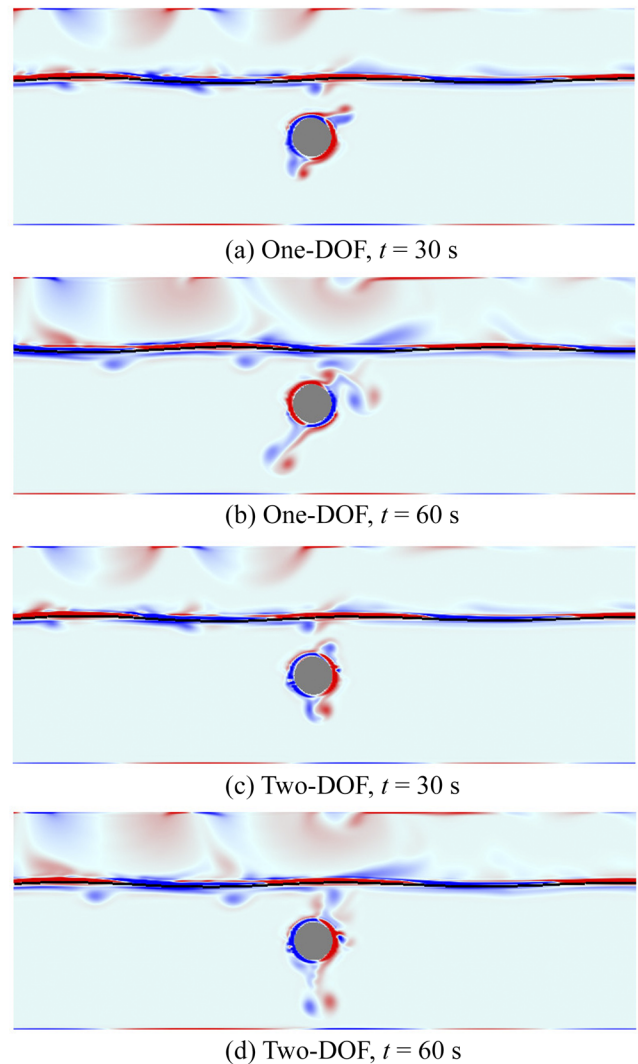 (a) One-DOF, t = 30 s
(b) One-DOF, t = 60 s
(c) Two-DOF, t = 30 s
(d) Two-DOF, t = 60 s